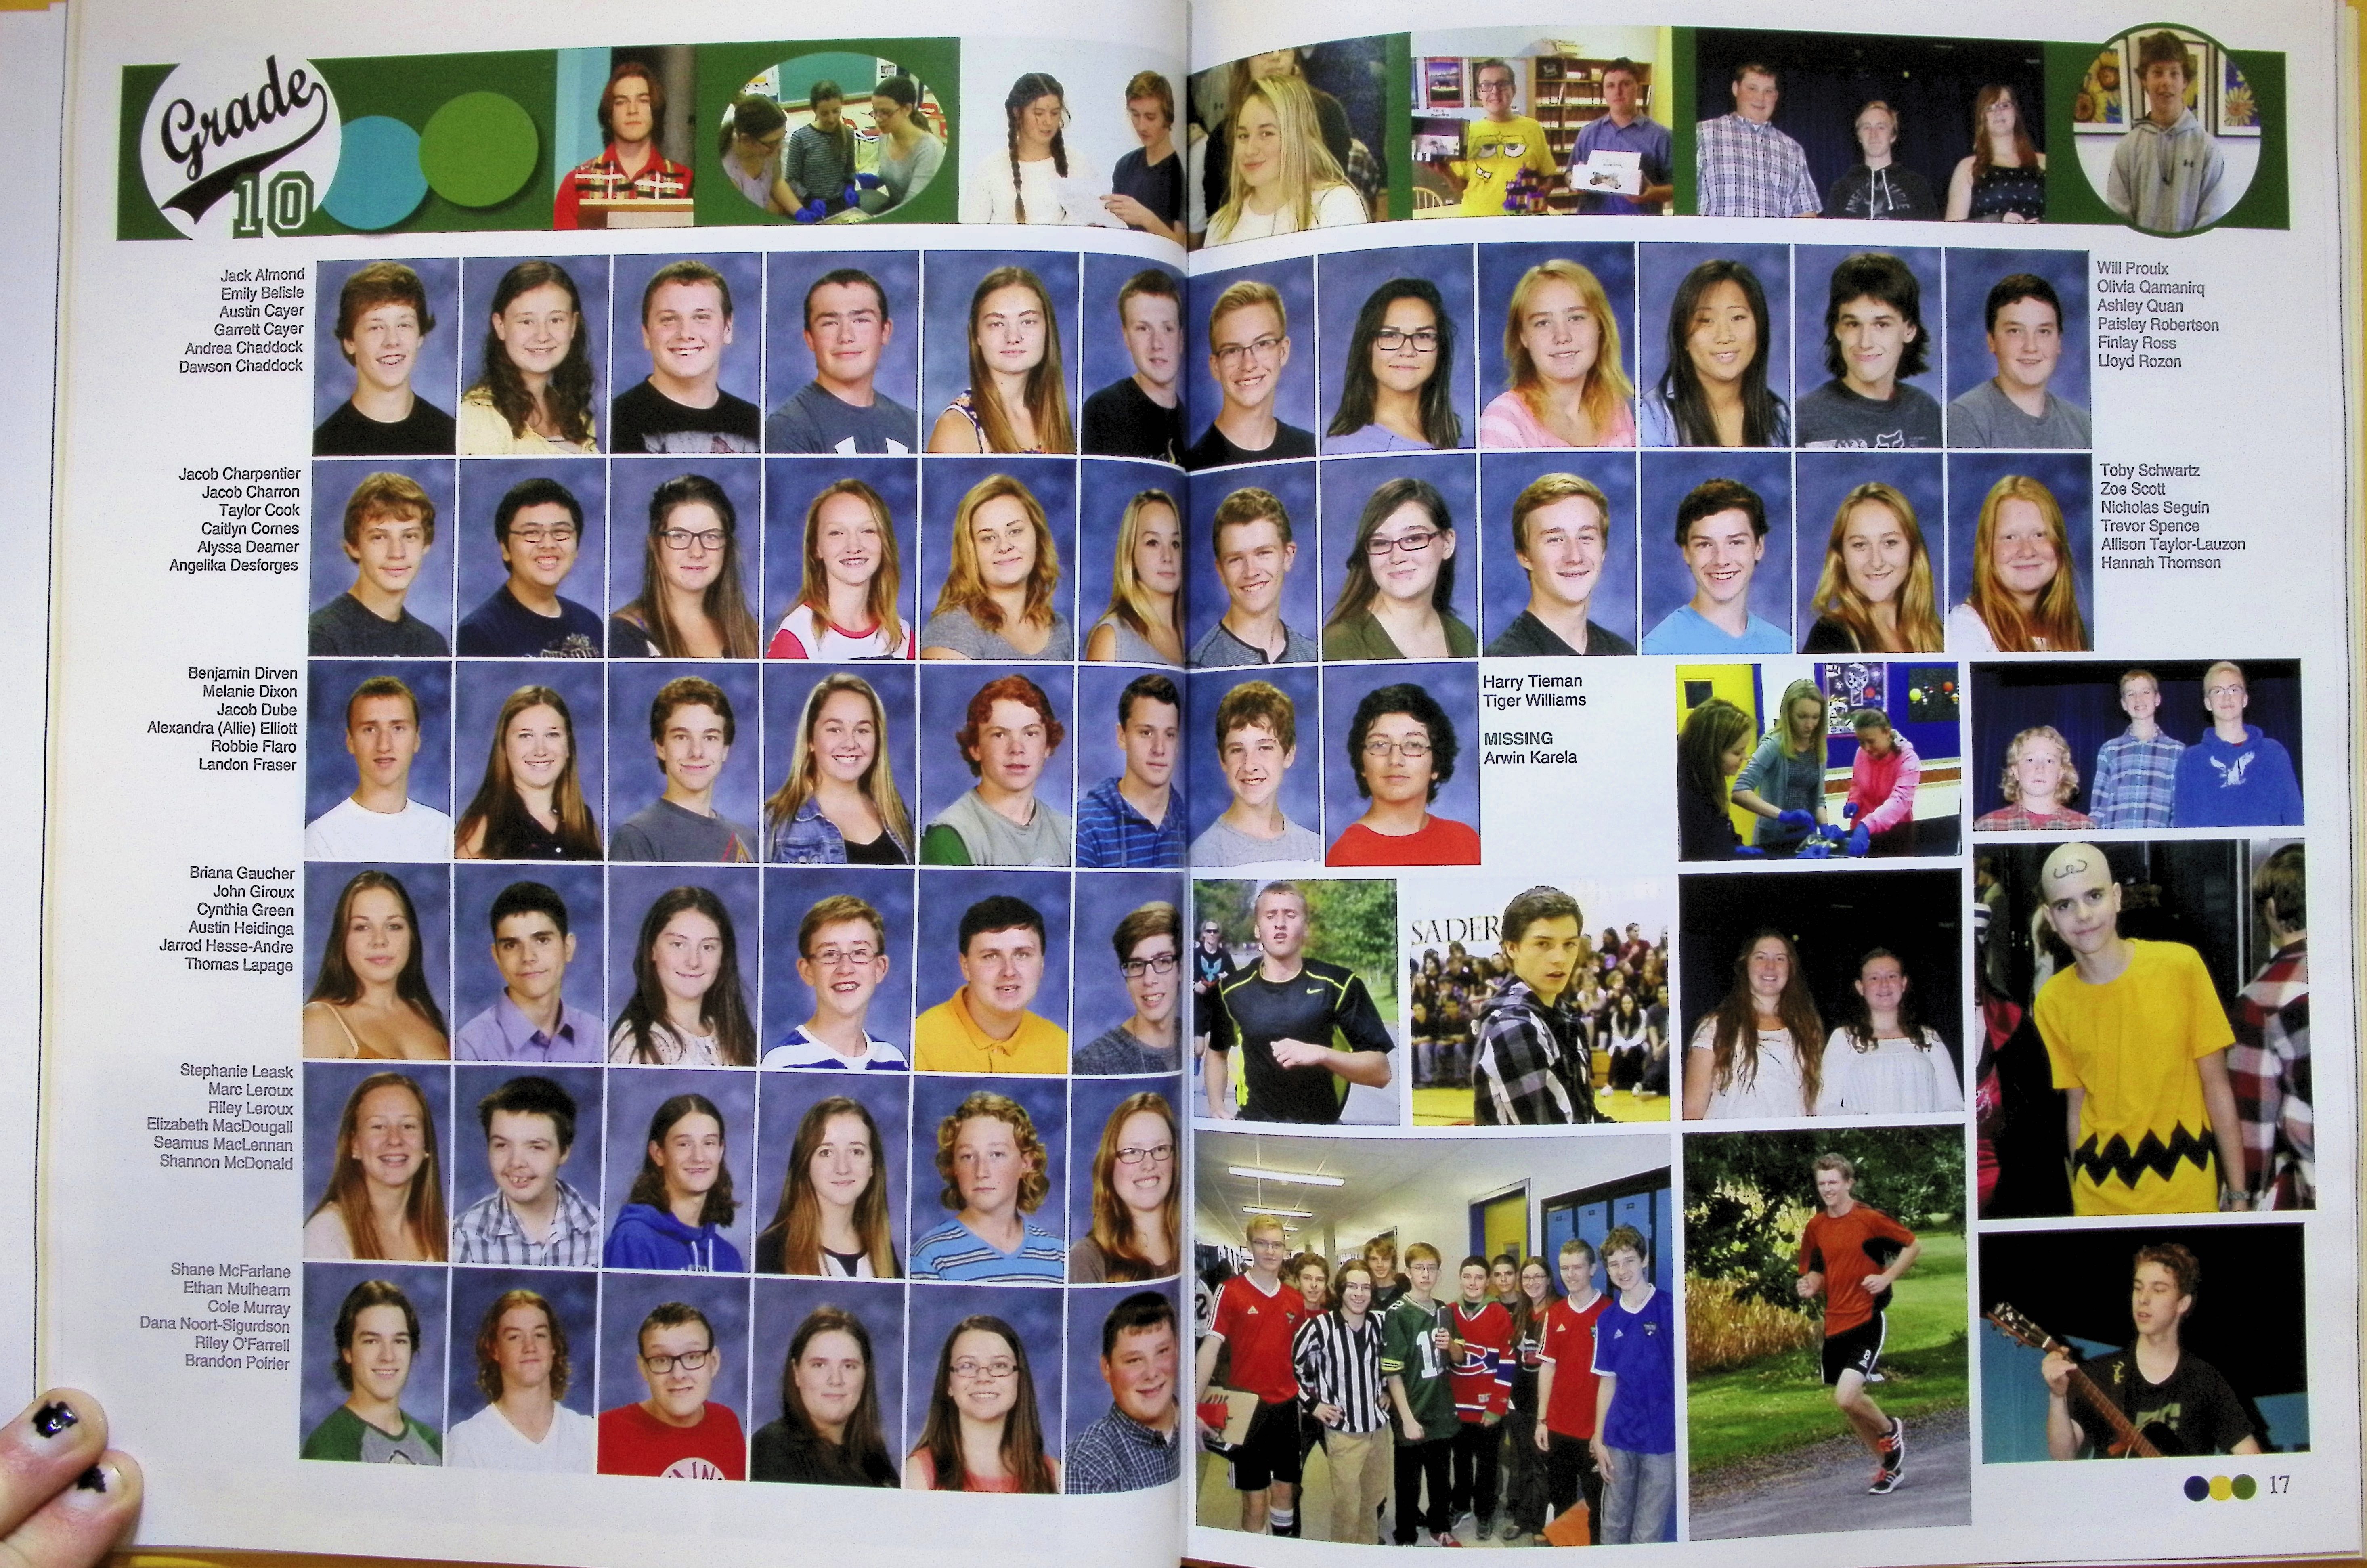 Grade
10
Jack Almond
Emily Belisle
Austin Cayer
Garrett Cayer
Andrea Chaddock
Dawson Chaddock
Jacob Charpentier
Jacob Charron
Taylor Cook
Caitlyn Cornes
Alyssa Deamer
Angelika Desforges
Benjamin Dirven
Melanie Dixon
Jacob Dube
Alexandra (Allie) Elliott
Robbie Flaro
Landon Fraser
Briana Gaucher
John Giroux
Cynthia Green
Austin Heidinga
Jarrod Hesse-Andre
Thomas Lapage
Stephanie Leask
Marc Leroux
Riley Leroux
Elizabeth MacDougall
Seamus MacLennan
Shannon McDonald
Shane McFarlane
Ethan Mulhearn
Cole Murray
Dana Noort-Sigurdson
Riley O'Farrell
Brandon Poirier
Will Proulx
Olivia Qamanirq
Ashley Quan
Paisley Robertson
Finlay Ross
Lloyd Rozon
Toby Schwartz
Zoe Scott
Nicholas Seguin
Trevor Spence
Allison Taylor-Lauzon
Hannah Thomson
Harry Tieman
Tiger Williams
MISSING
Arwin Karela
SADER
17